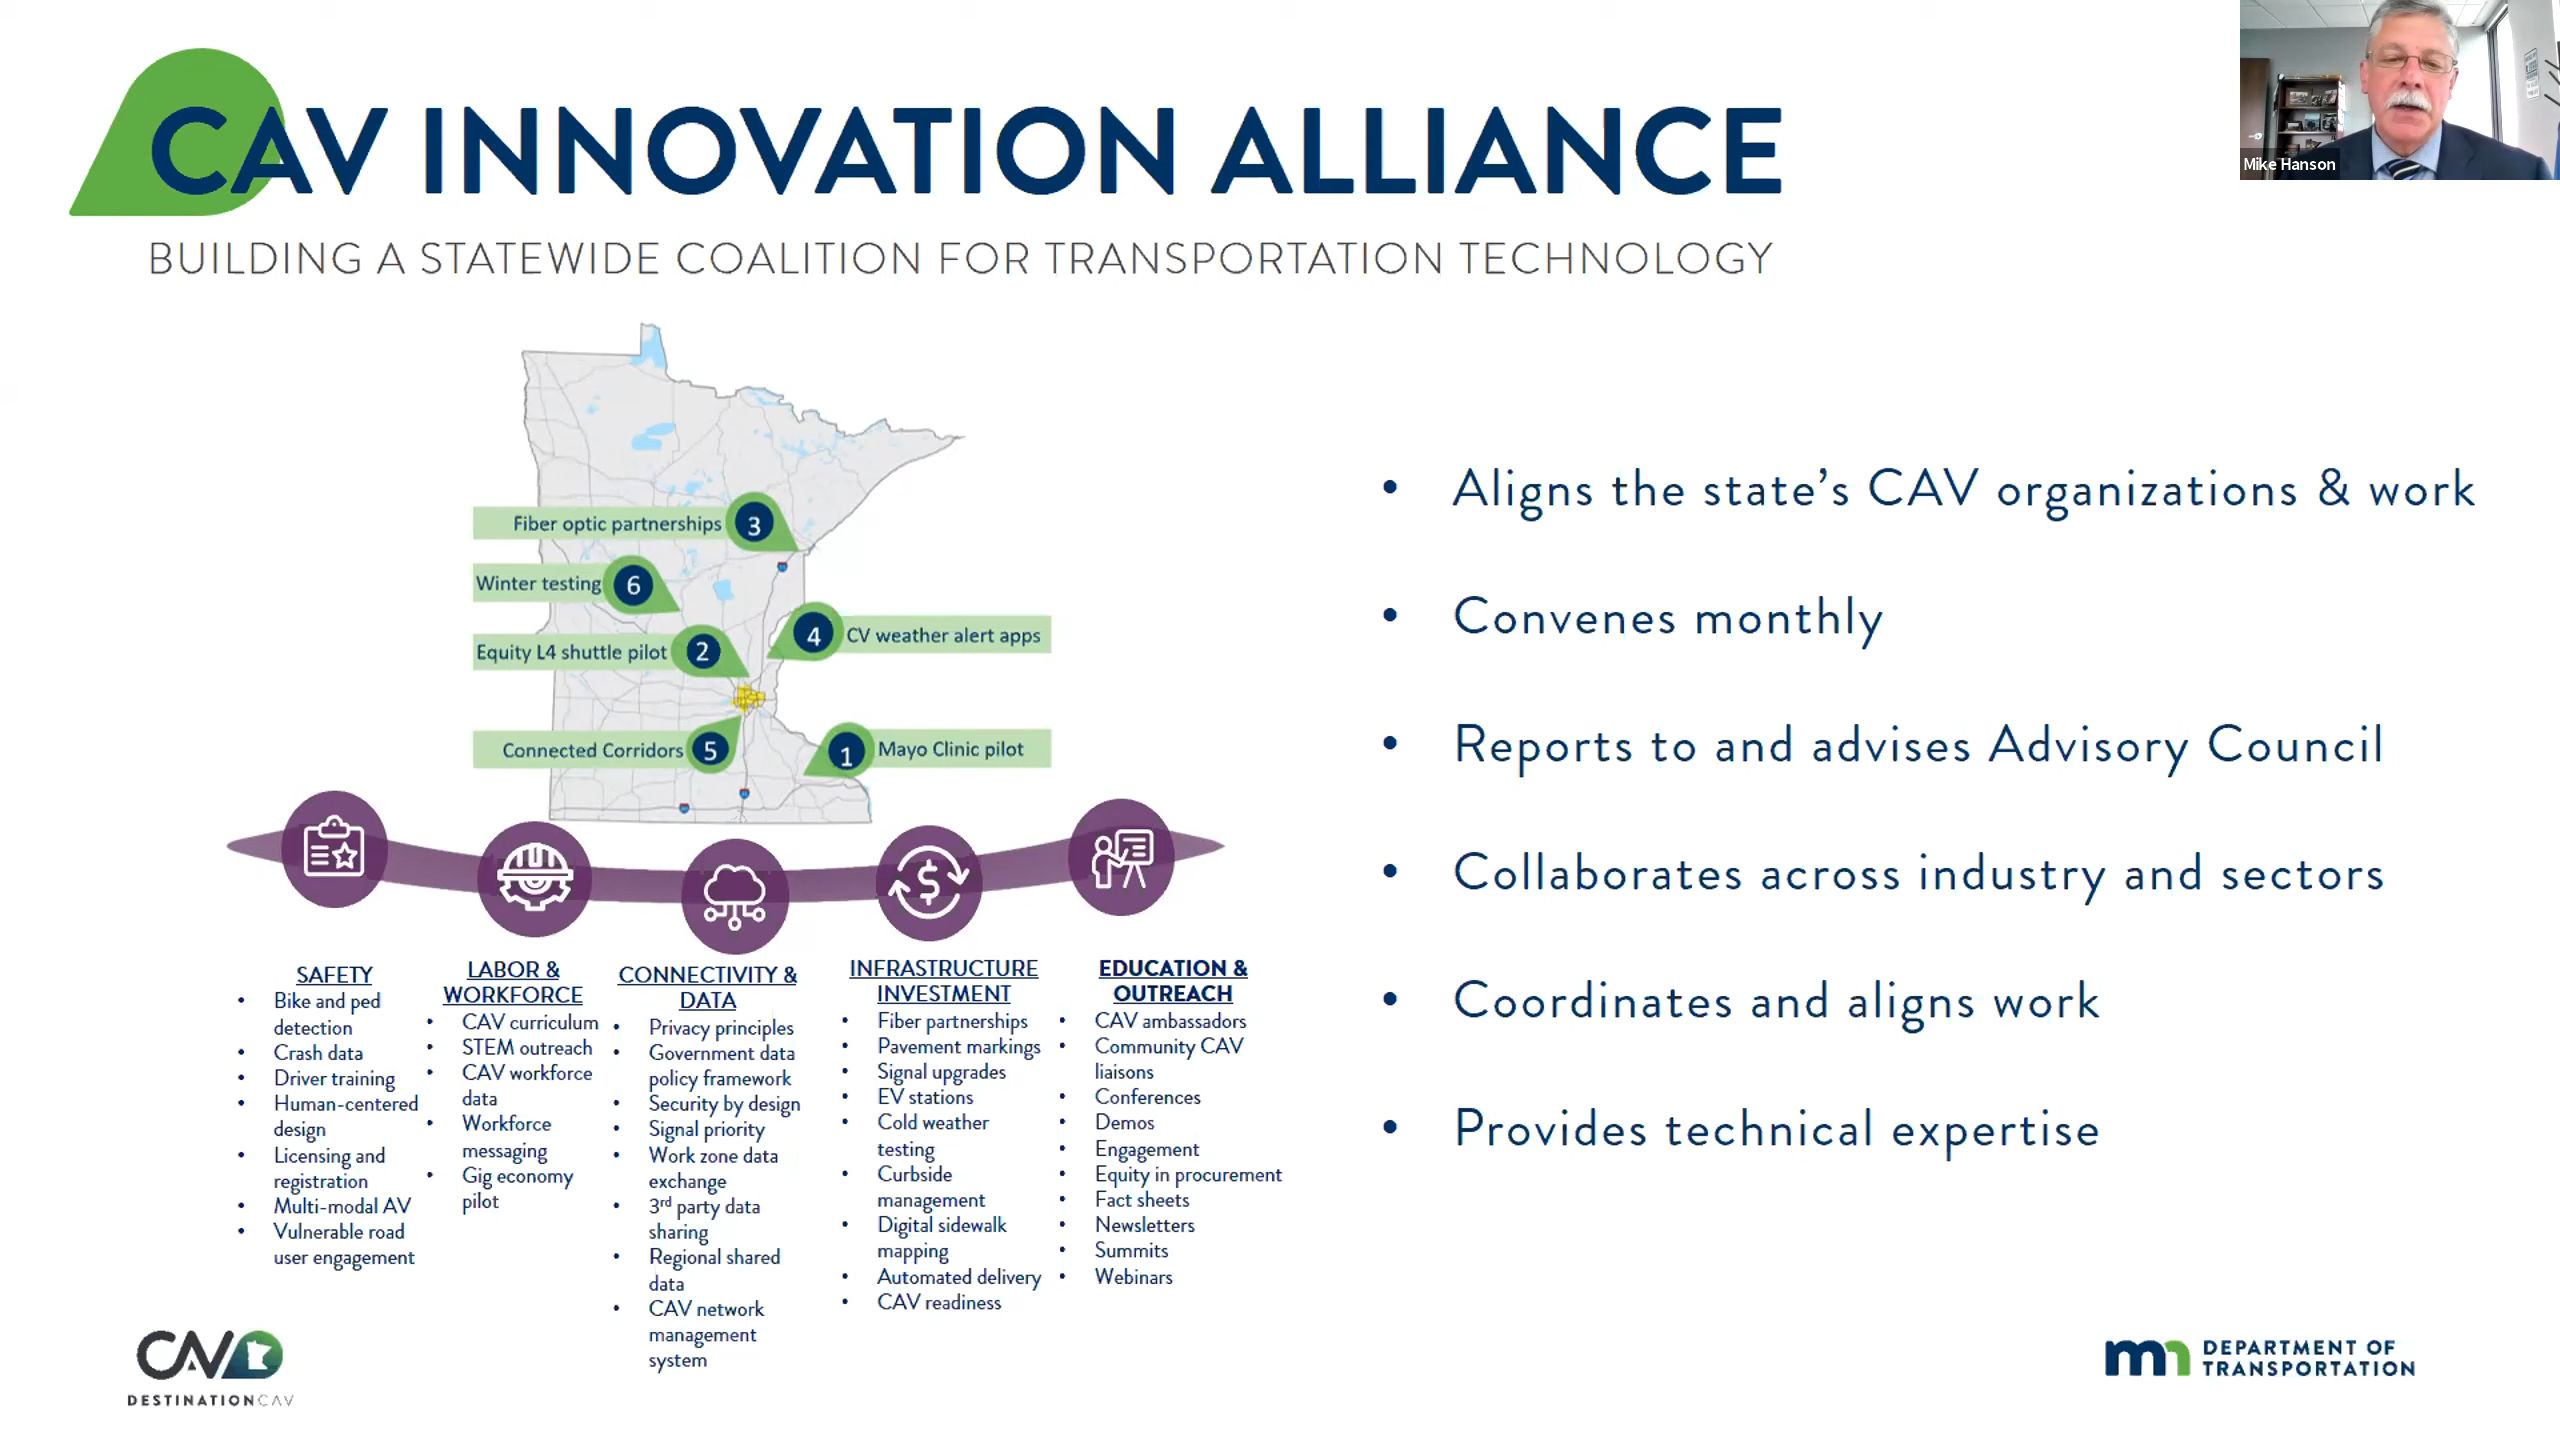 CAV INNOVATION ALLIANCE
BUILDING A STATEWIDE COALITION FOR TRANSPORTATION TECHNOLOGY
Mike Hanson
Fiber optic partnerships 3
Winter testing 6
4 CV weather alert apps
Equity L4 shuttle pilot 2
Connected Corridors 5
1 Mayo Clinic pilot
SAFETY
• Bike and ped
detection
• Crash data
• Driver training
• Human-centered
design
• Licensing and
registration
• Multi-modal AV
• Vulnerable road
user engagement
LABOR &
WORKFORCE
• CAV curriculum
• STEM outreach
• CAV workforce
data
• Workforce
messaging
• Gig economy
pilot
CONNECTIVITY &
DATA
• Privacy principles
• Government data
policy framework
• Security by design
• Signal priority
• Work zone data
exchange
• 3rd party data
sharing
• Regional shared
data
• CAV network
management
system
INFRASTRUCTURE
INVESTMENT
• Fiber partnerships
• Pavement markings
• Signal upgrades
• EV stations
• Cold weather
testing
• Curbside
management
• Digital sidewalk
mapping
• Automated delivery
• CAV readiness
EDUCATION &
OUTREACH
• CAV ambassadors
• Community CAV
liaisons
• Conferences
• Demos
• Engagement
• Equity in procurement
• Fact sheets
• Newsletters
• Summits
• Webinars
• Aligns the state's CAV organizations & work
• Convenes monthly
• Reports to and advises Advisory Council
• Collaborates across industry and sectors
• Coordinates and aligns work
• Provides technical expertise
CAV
DESTINATIONCAV
mn DEPARTMENT OF
TRANSPORTATION